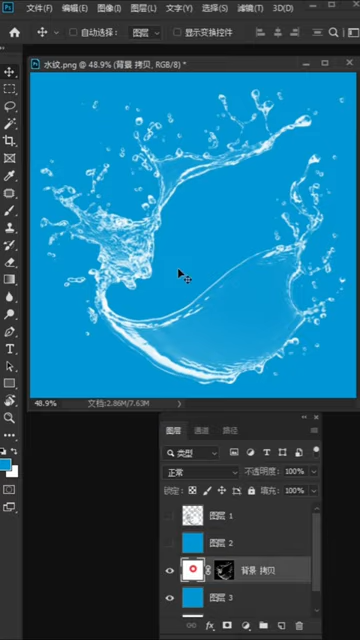 Ps 文件(F) 编辑(E) 图像(I) 图层(L) 文字(Y) 选择(S) 滤镜(T) 3D(D)
自动选择: 图层 显示变换控件
Ps 水纹.png @ 48.9% (背景 拷贝, RGB/8) *
48.9% 文档:2.86M/7.63M
图层 通道 路径
类型
正常 不透明度: 100%
锁定: 填充: 100%
图层 1
图层 2
背景 拷贝
图层 3
fx